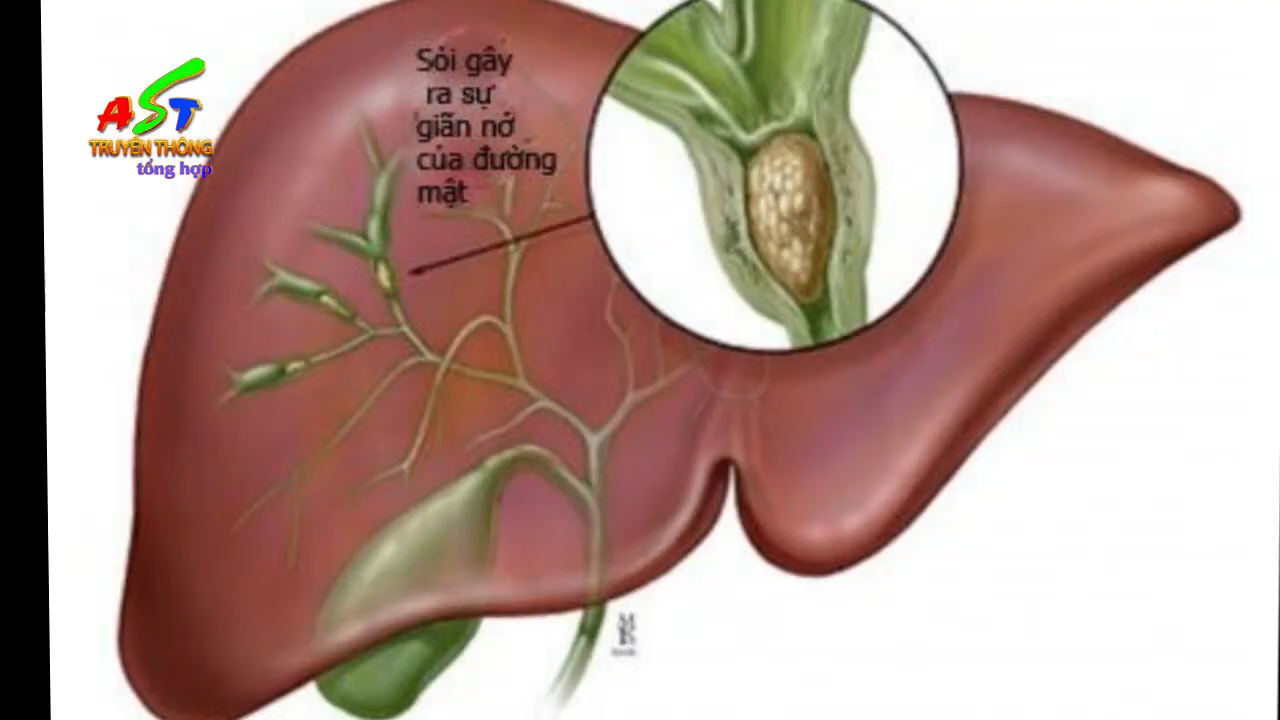 AST
TRUYỀN THÔNG
tổng hợp
Sỏi gây
ra sự
giãn nở
của đường
mật